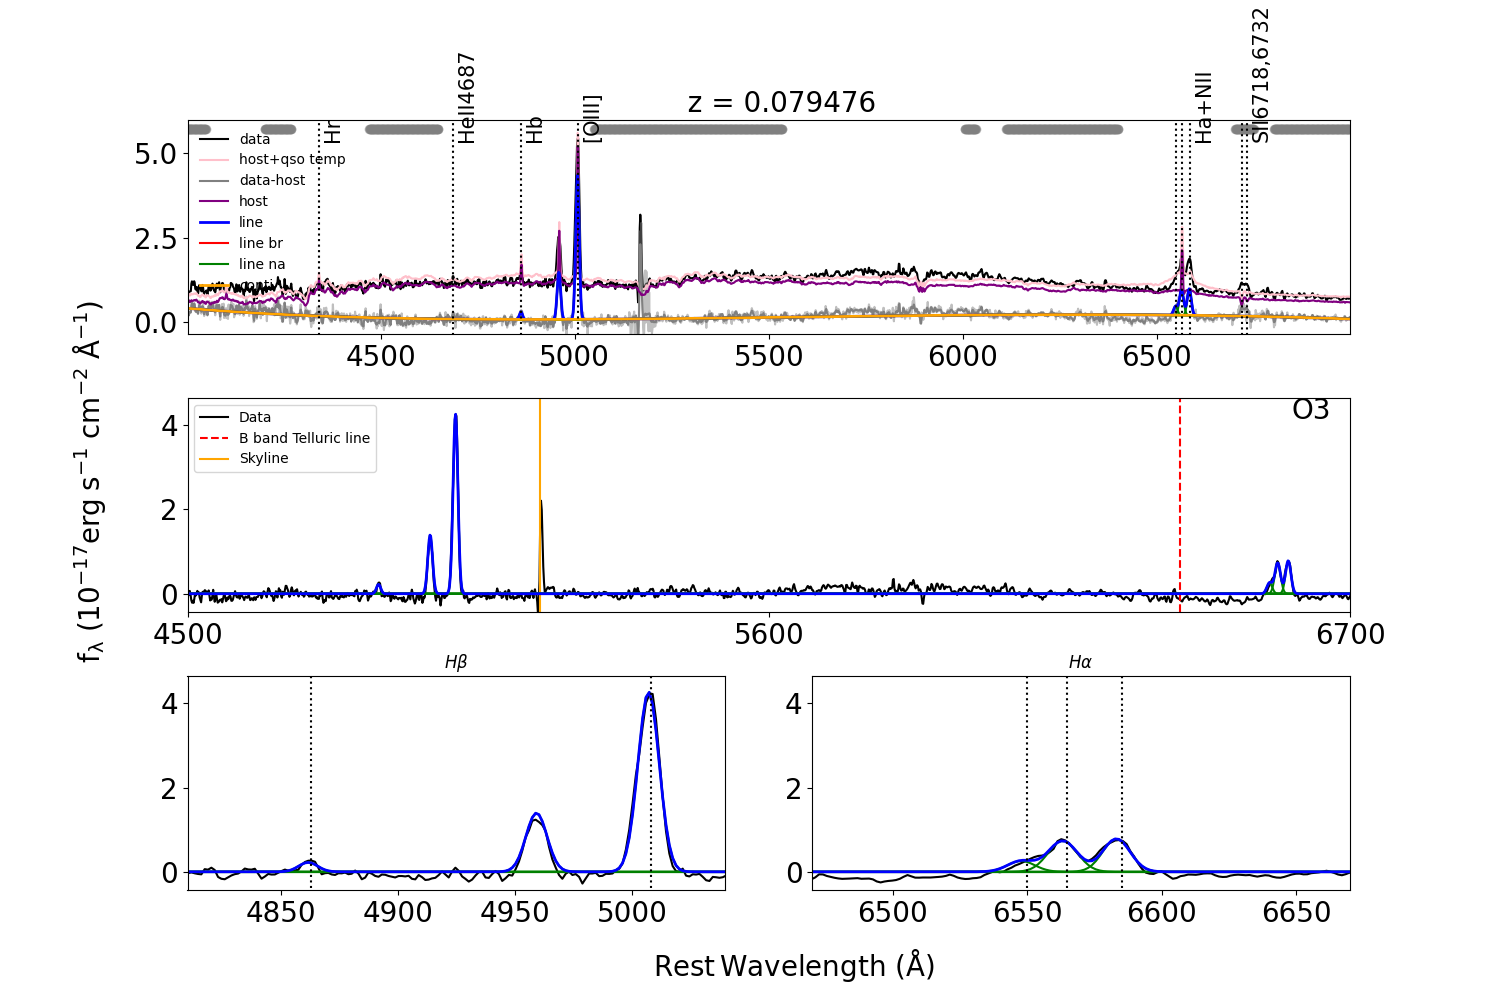 z = 0.079476
Hr
HeII4687
Hb
[OIII]
Ha+NII
SII6718,6732
data
host+qso temp
data-host
host
line
line br
line na
conti
5.0
2.5
0.0
4500 5000 5500 6000 6500
O3
Data
B band Telluric line
Skyline
4
2
0
4500 5600 6700
fλ (10⁻¹⁷erg s⁻¹ cm⁻² Å⁻¹)
Hβ
4
2
0
4850 4900 4950 5000
Hα
4
2
0
6500 6550 6600 6650
Rest Wavelength (Å)